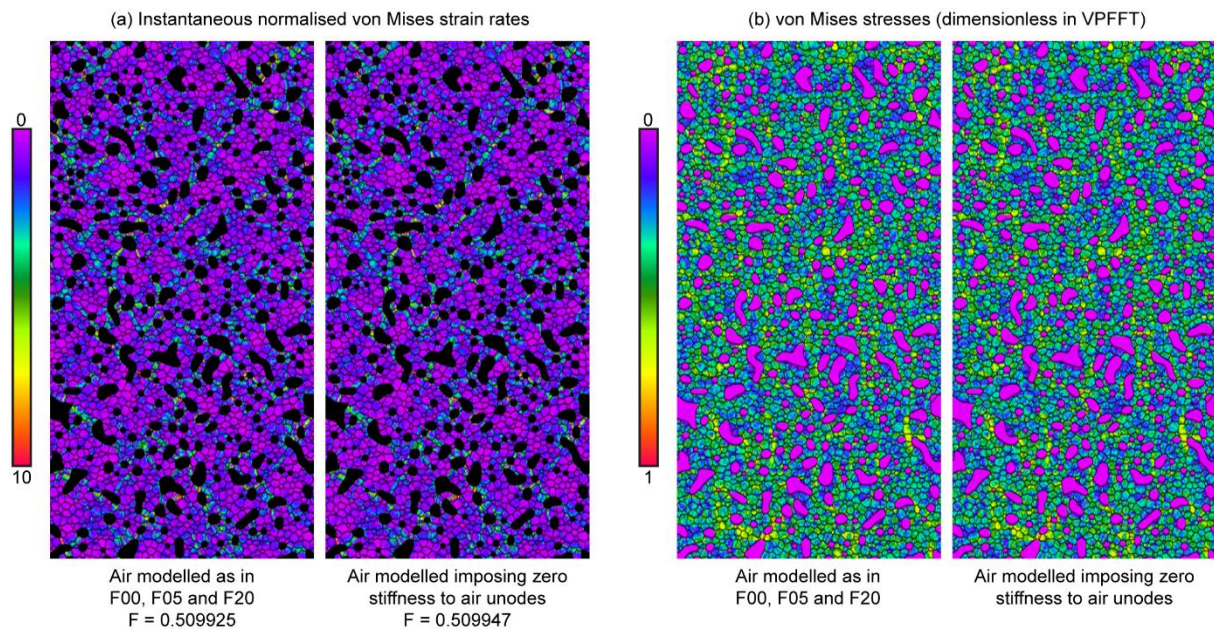 (a) Instantaneous normalised von Mises strain rates
(b) von Mises stresses (dimensionless in VPFFT)
0
10
0
1
Air modelled as in
F00, F05 and F20
F = 0.509925
Air modelled imposing zero
stiffness to air unodes
F = 0.509947
Air modelled as in
F00, F05 and F20
Air modelled imposing zero
stiffness to air unodes